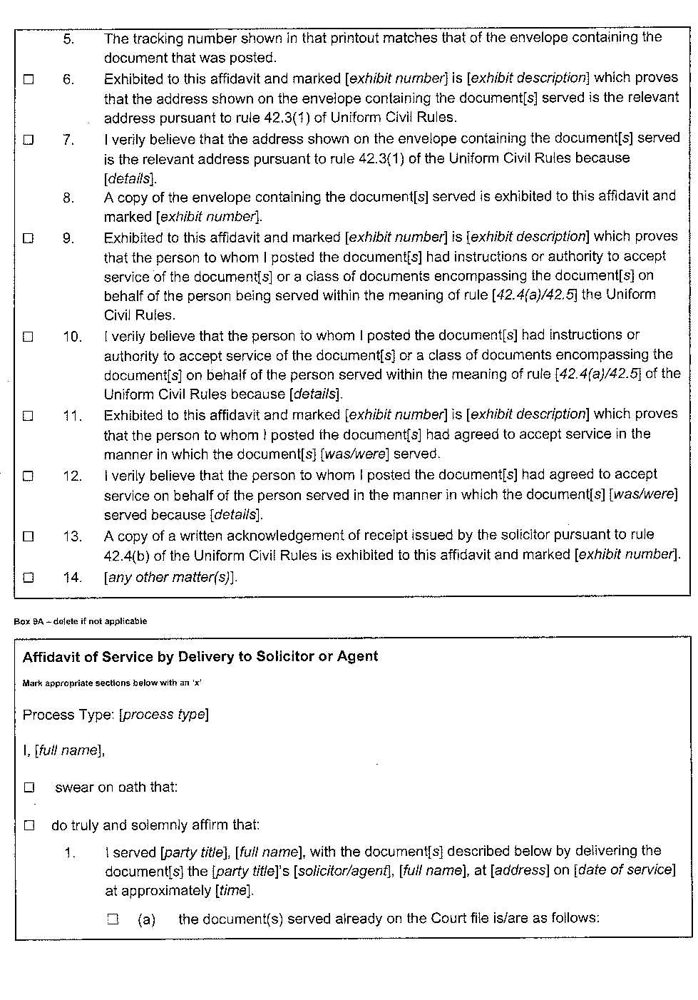 5. The tracking number shown in that printout matches that of the envelope containing the
document that was posted.
☐ 6. Exhibited to this affidavit and marked [exhibit number] is [exhibit description] which proves
that the address shown on the envelope containing the document[s] served is the relevant
address pursuant to rule 42.3(1) of Uniform Civil Rules.
☐ 7. I verily believe that the address shown on the envelope containing the document[s] served
is the relevant address pursuant to rule 42.3(1) of the Uniform Civil Rules because
[details].
8. A copy of the envelope containing the document[s] served is exhibited to this affidavit and
marked [exhibit number].
☐ 9. Exhibited to this affidavit and marked [exhibit number] is [exhibit description] which proves
that the person to whom I posted the document[s] had instructions or authority to accept
service of the document[s] or a class of documents encompassing the document[s] on
behalf of the person being served within the meaning of rule [42.4(a)/42.5] the Uniform
Civil Rules.
☐ 10. I verily believe that the person to whom I posted the document[s] had instructions or
authority to accept service of the document[s] or a class of documents encompassing the
document[s] on behalf of the person served within the meaning of rule [42.4(a)/42.5] of the
Uniform Civil Rules because [details].
☐ 11. Exhibited to this affidavit and marked [exhibit number] is [exhibit description] which proves
that the person to whom I posted the document[s] had agreed to accept service in the
manner in which the document[s] [was/were] served.
☐ 12. I verily believe that the person to whom I posted the document[s] had agreed to accept
service on behalf of the person served in the manner in which the document[s] [was/were]
served because [details].
☐ 13. A copy of a written acknowledgement of receipt issued by the solicitor pursuant to rule
42.4(b) of the Uniform Civil Rules is exhibited to this affidavit and marked [exhibit number].
☐ 14. [any other matter(s)].
Box 9A – delete if not applicable
Affidavit of Service by Delivery to Solicitor or Agent
Mark appropriate sections below with an 'x'
Process Type: [process type]
I, [full name],
☐ swear on oath that:
☐ do truly and solemnly affirm that:
1. I served [party title], [full name], with the document[s] described below by delivering the
document[s] the [party title]'s [solicitor/agent], [full name], at [address] on [date of service]
at approximately [time].
☐ (a) the document(s) served already on the Court file is/are as follows: